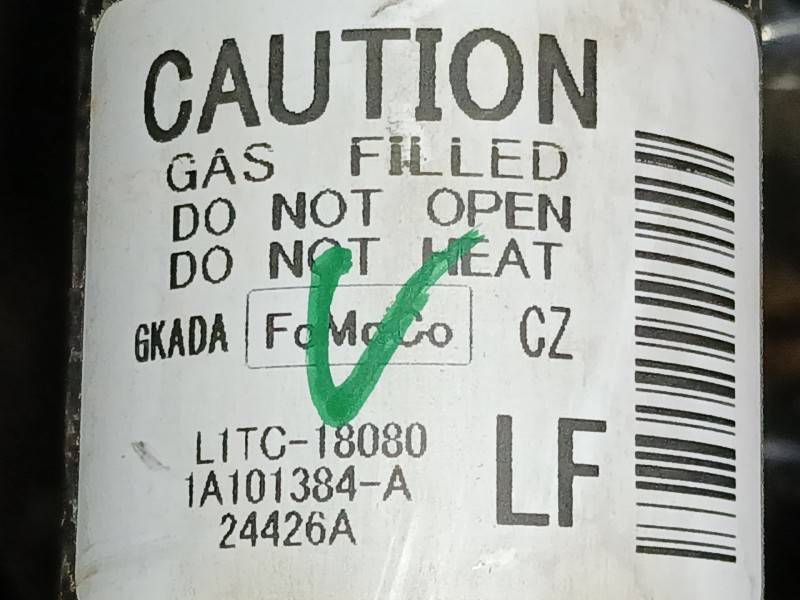 CAUTION
GAS FILLED
DO NOT OPEN
DO NOT HEAT
GKADA FoMoCo CZ
L1TC-18080
1A101384-A
24426A
LF